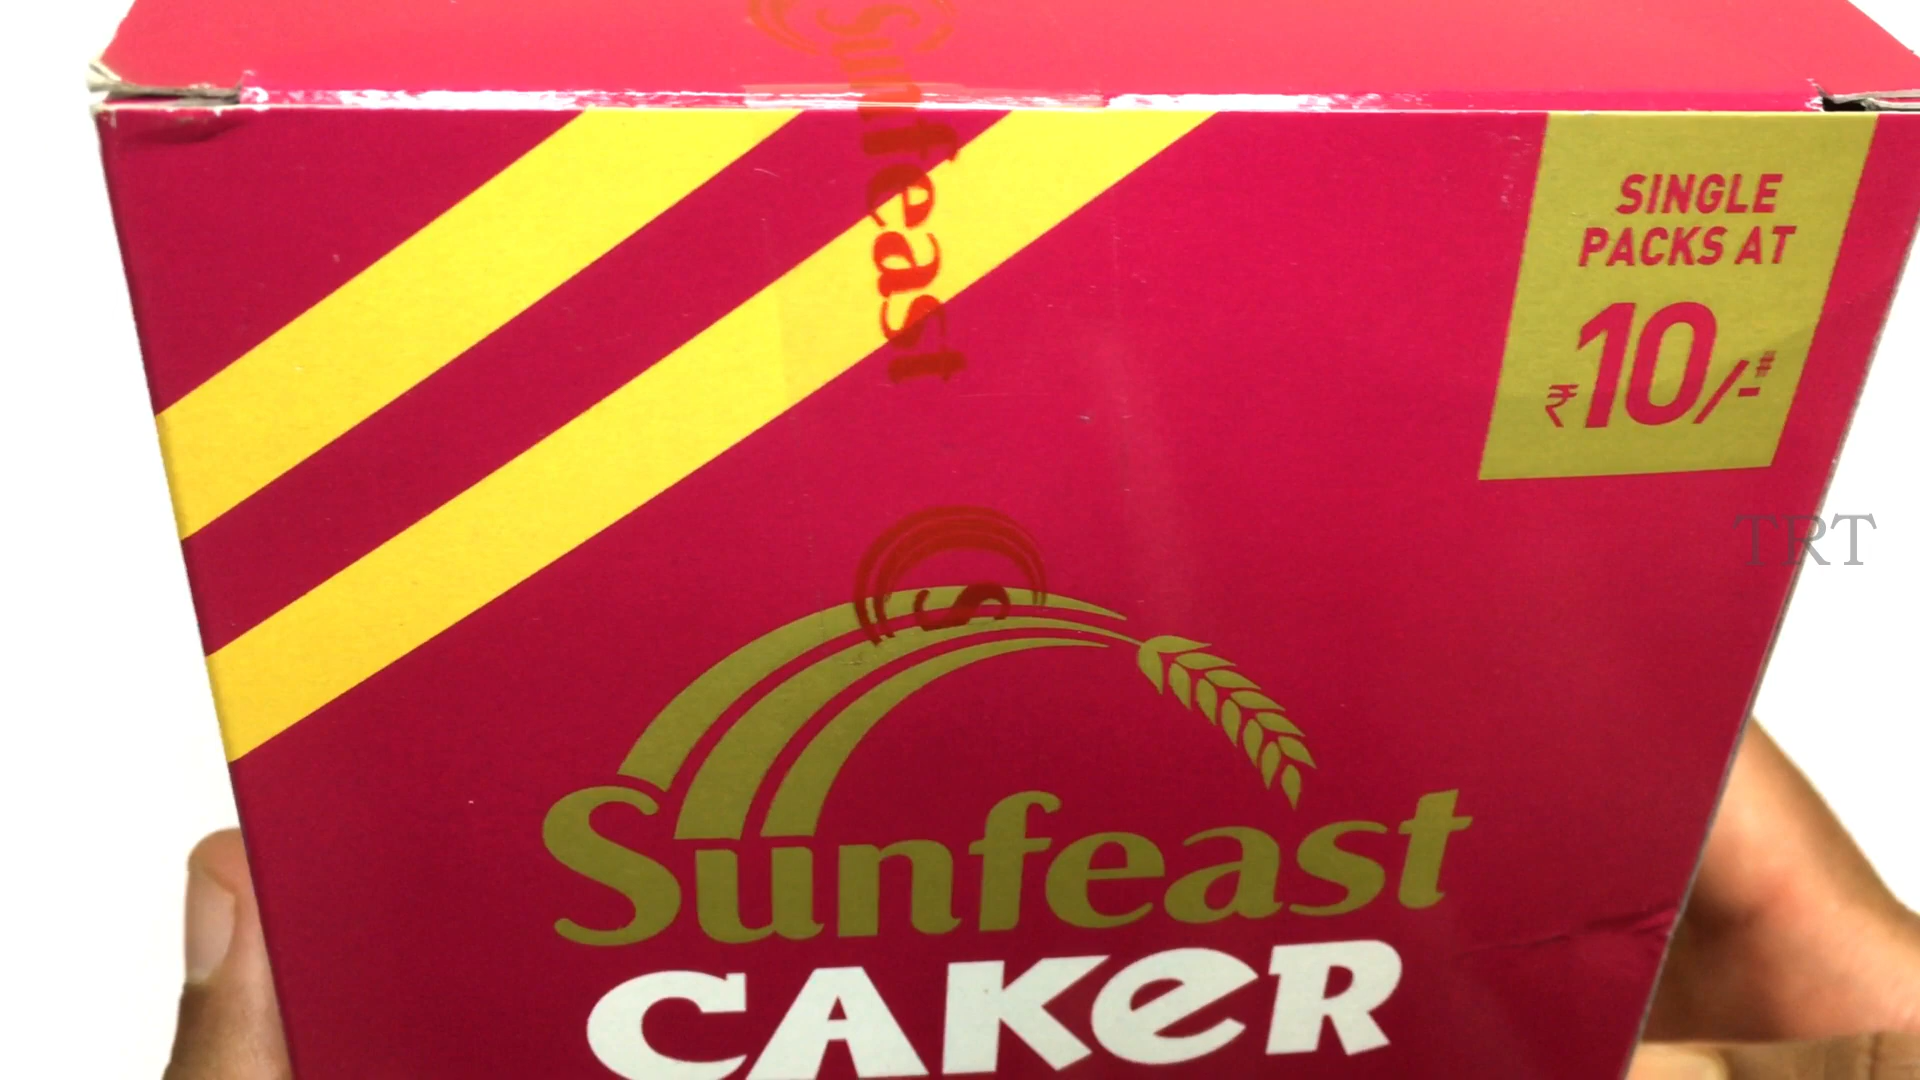 Sunfeast
SINGLE
PACKS AT
₹10/-#
S
TRT
Sunfeast
CAKER